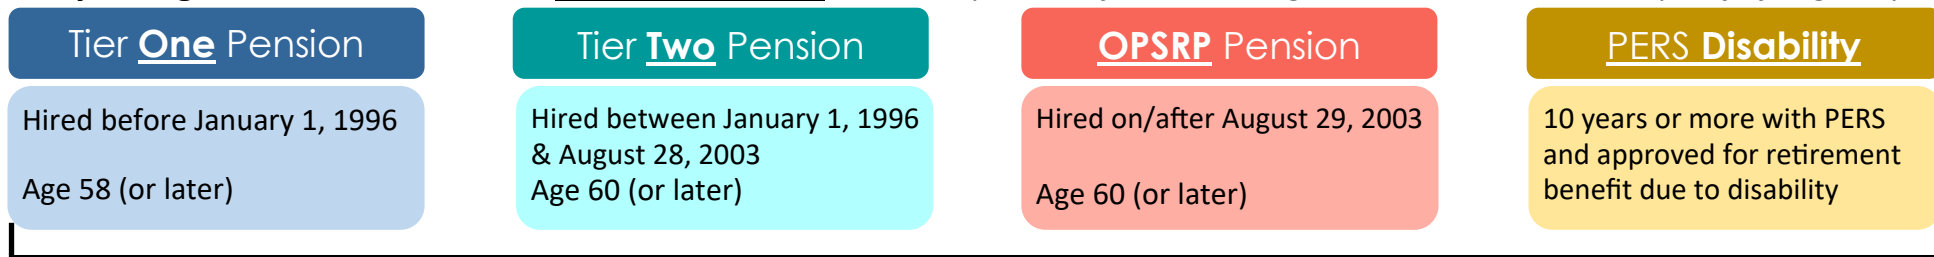 Tier One Pension
Hired before January 1, 1996
Age 58 (or later)
Tier Two Pension
Hired between January 1, 1996
& August 28, 2003
Age 60 (or later)
OPSRP Pension
Hired on/after August 29, 2003
Age 60 (or later)
PERS Disability
10 years or more with PERS
and approved for retirement
benefit due to disability